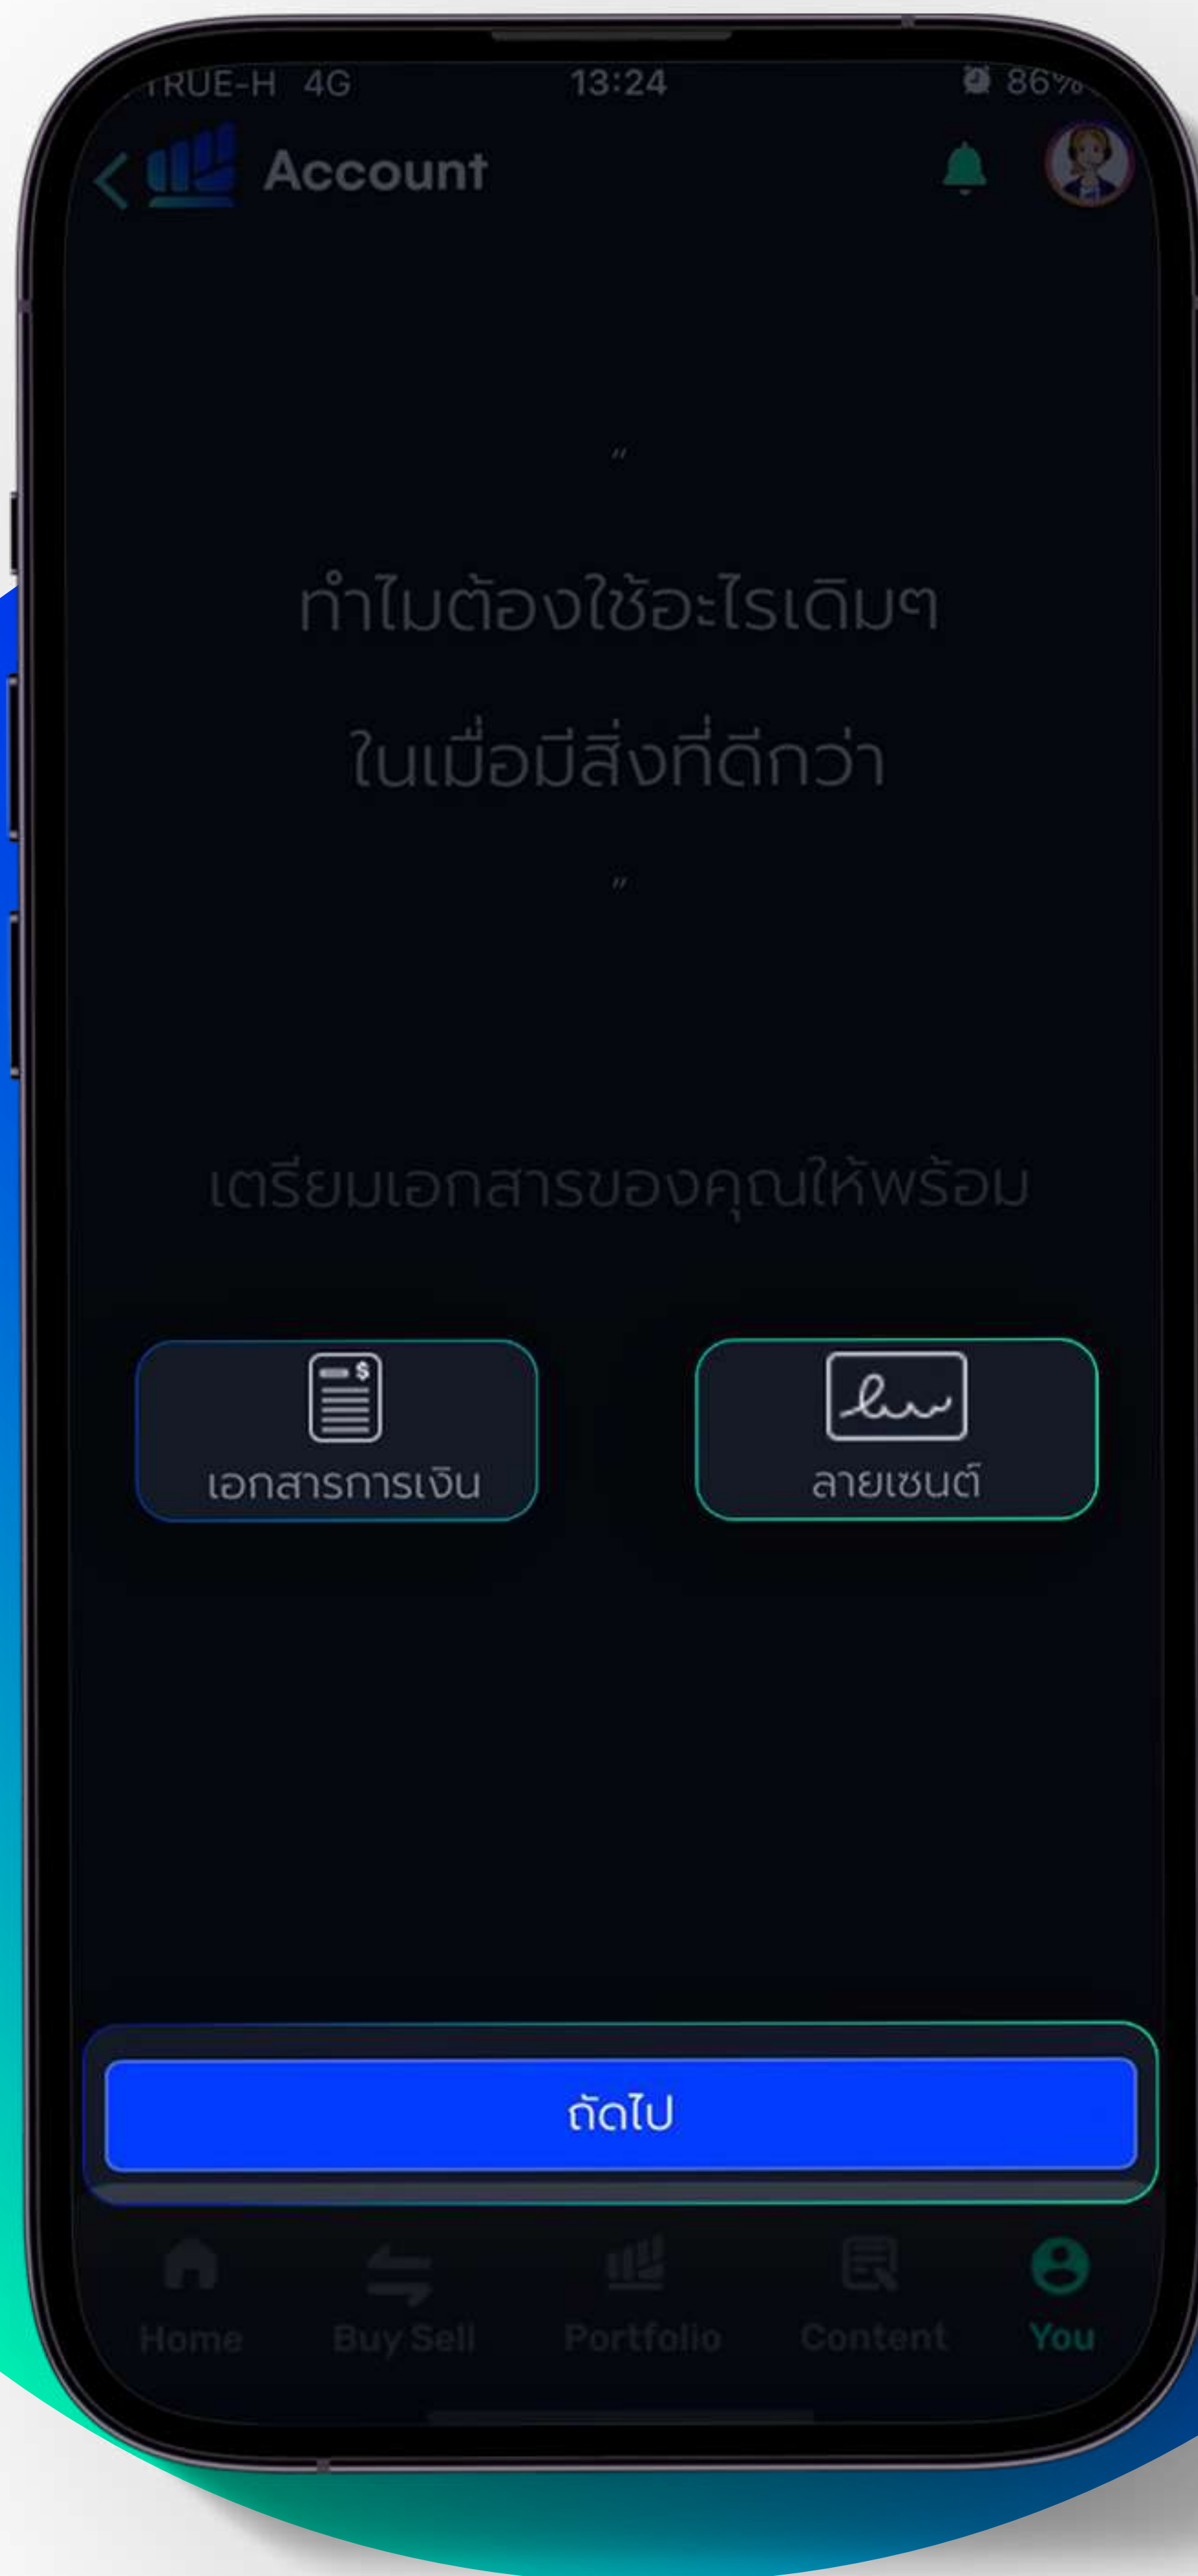 TRUE-H 4G 13:24 86%
Account
"
ทำไมต้องใช้อะไรเดิมๆ
ในเมื่อมีสิ่งที่ดีกว่า
"
เตรียมเอกสารของคุณให้พร้อม
เอกสารการเงิน ลายเซนต์
ถัดไป
Home Buy Sell Portfolio Content You